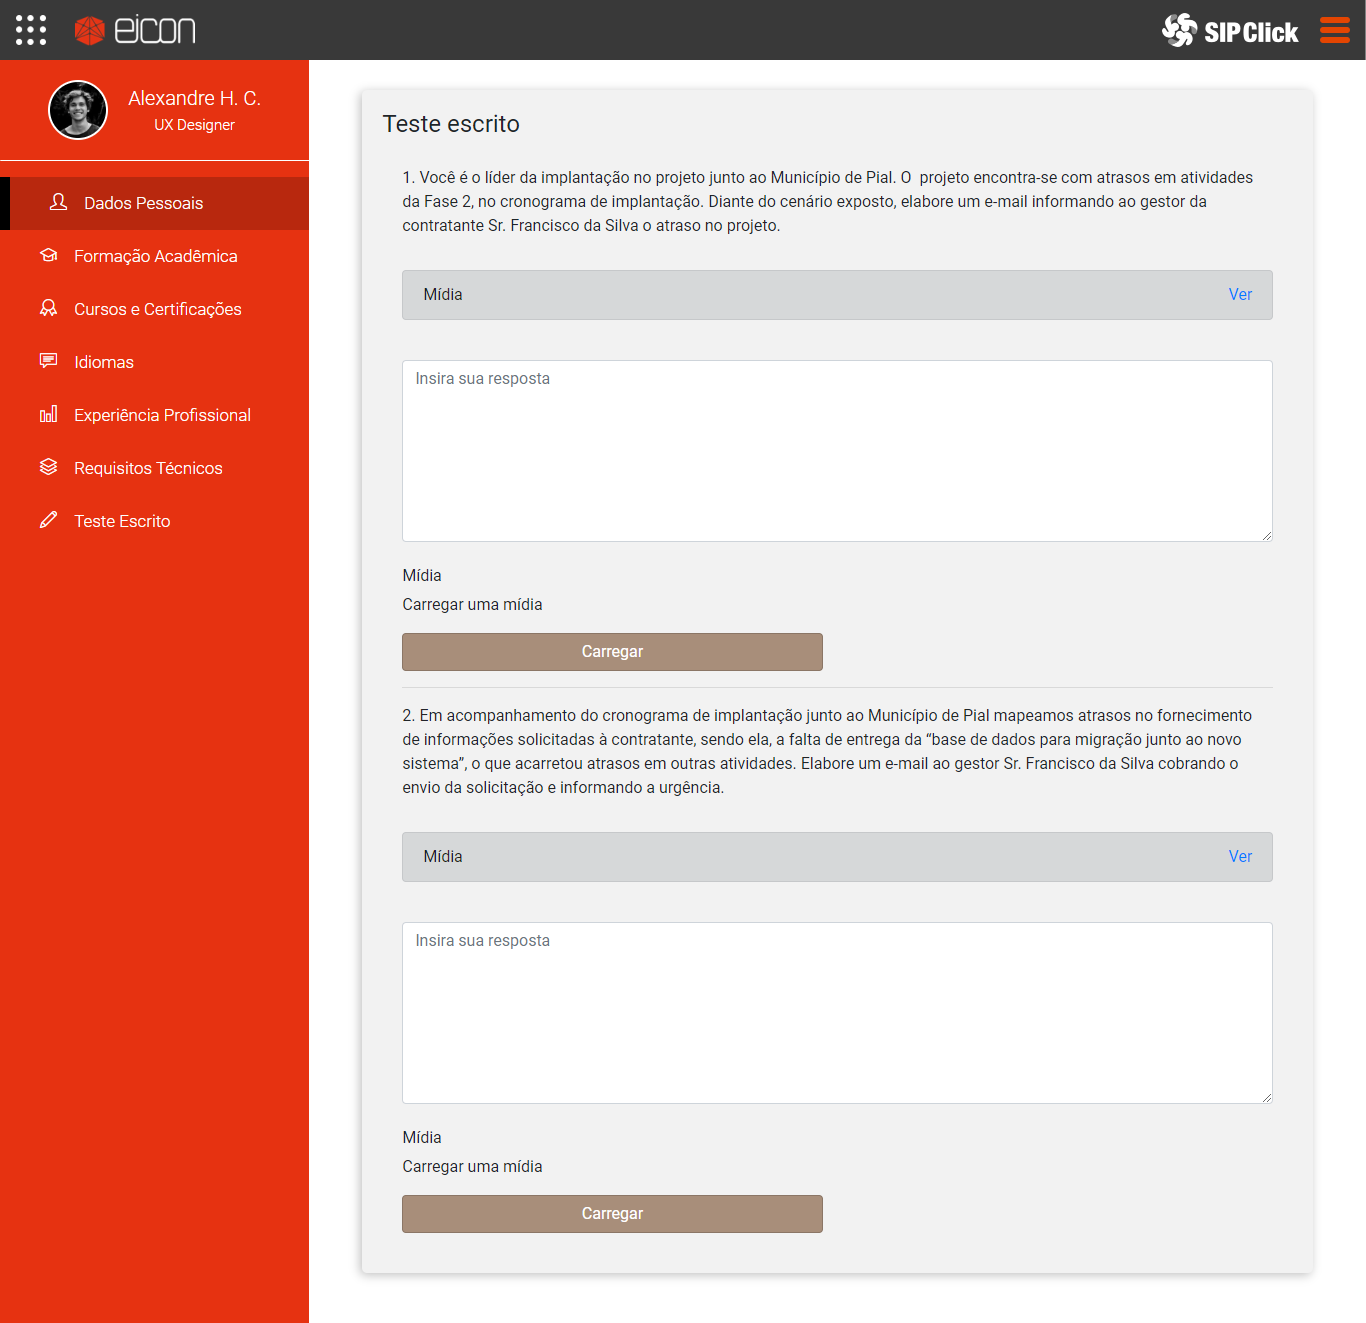 eicon
SIPClick
Alexandre H. C.
UX Designer
Dados Pessoais
Formação Acadêmica
Cursos e Certificações
Idiomas
Experiência Profissional
Requisitos Técnicos
Teste Escrito
Teste escrito
1. Você é o líder da implantação no projeto junto ao Município de Pial. O  projeto encontra-se com atrasos em atividades
da Fase 2, no cronograma de implantação. Diante do cenário exposto, elabore um e-mail informando ao gestor da
contratante Sr. Francisco da Silva o atraso no projeto.
Mídia Ver
Insira sua resposta
Mídia
Carregar uma mídia
Carregar
2. Em acompanhamento do cronograma de implantação junto ao Município de Pial mapeamos atrasos no fornecimento
de informações solicitadas à contratante, sendo ela, a falta de entrega da “base de dados para migração junto ao novo
sistema”, o que acarretou atrasos em outras atividades. Elabore um e-mail ao gestor Sr. Francisco da Silva cobrando o
envio da solicitação e informando a urgência.
Mídia Ver
Insira sua resposta
Mídia
Carregar uma mídia
Carregar